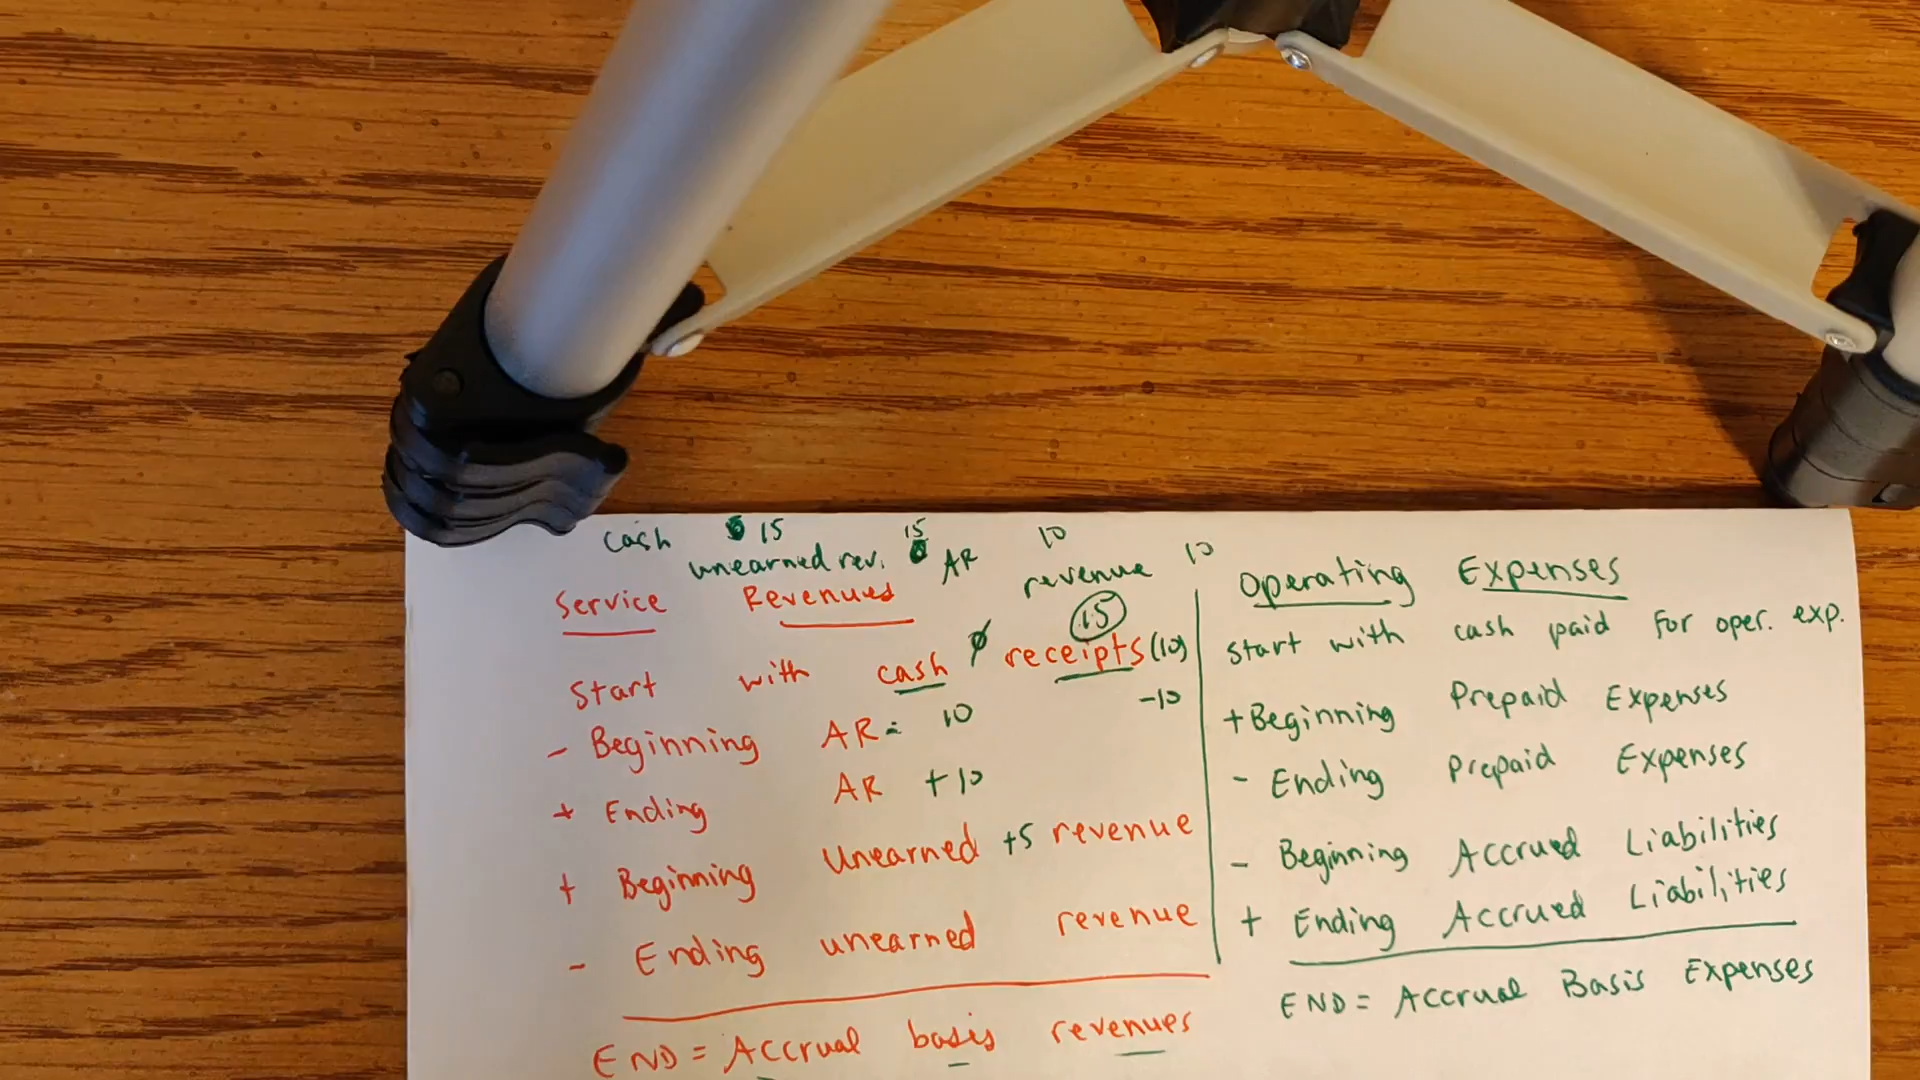 cash 15
unearned rev. 15 AR 10
revenue 10
Service Revenues
15
Start with cash receipts (10)
-10
- Beginning AR = 10
+ Ending AR +10
+ Beginning Unearned +5 revenue
- Ending unearned revenue
END = Accrual basis revenues
Operating Expenses
start with cash paid for oper. exp.
+ Beginning Prepaid Expenses
- Ending Prepaid Expenses
- Beginning Accrued Liabilities
+ Ending Accrued Liabilities
END = Accrual Basis Expenses